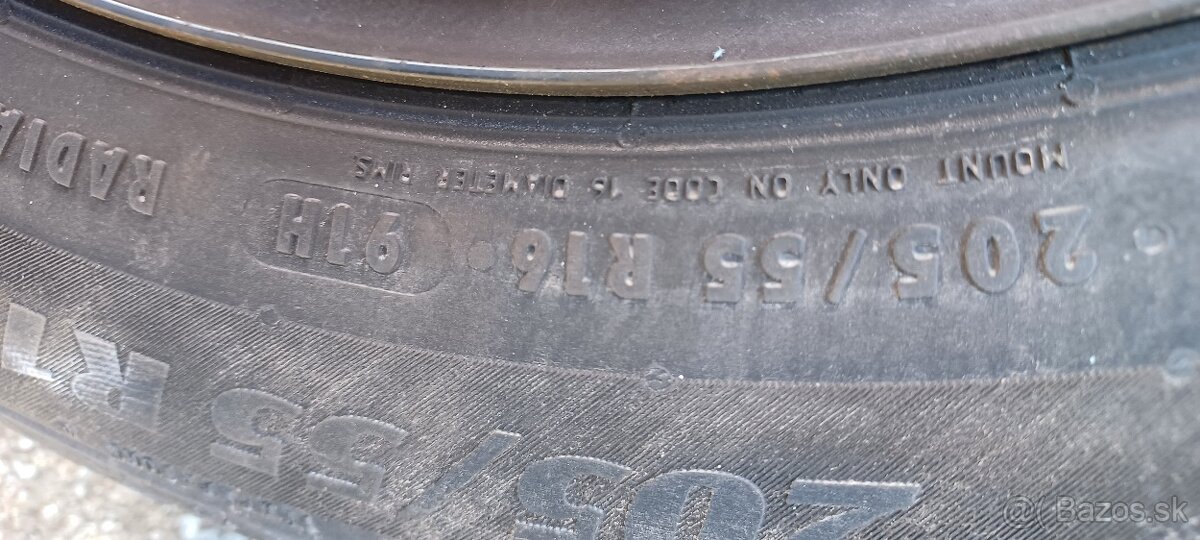 MOUNT ONLY ON CODE 16 DIAMETER RIMS
• 205/55 R16 • 91H
RADIA
205/55 R1
© Bazos.sk